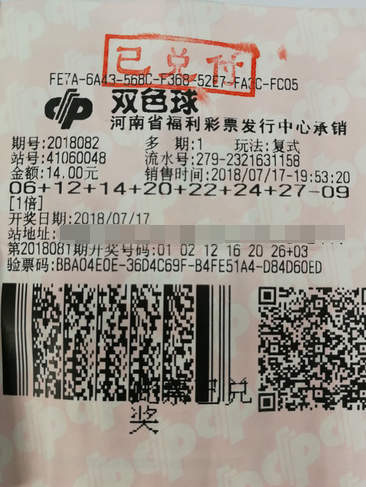 已兑付
FE7A-6A43-568C-F368-52E7-FA3C-FC05
双色球
河南省福利彩票发行中心承销
期号:2018082 多 期:1 玩法:复式
站号:41060048 流水号:279-2321631158
金额:14.00元 销售时间:2018/07/17-19:53:20
06+12+14+20+22+24+27-09
[1倍]
开奖日期:2018/07/17
站地址:
第2018081期开奖号码:01 02 12 16 20 26+03
验票码:BBA04E0E-36D4C69F-B4FE51A4-D84D60ED
此票已兑
奖